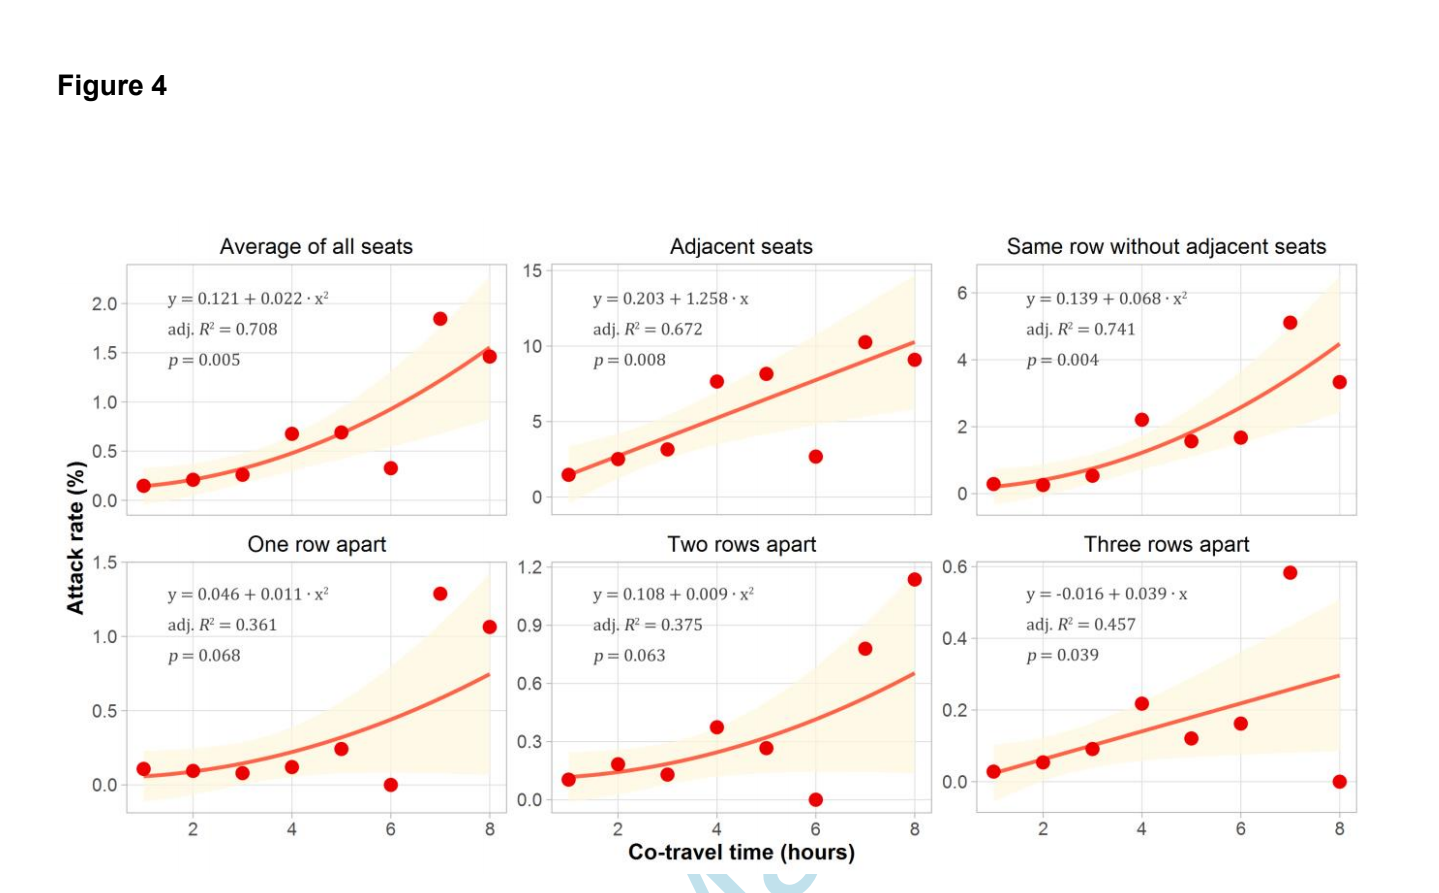 Figure 4
Average of all seats
2.0
1.5
1.0
0.5
0.0
y = 0.121 + 0.022 · x²
adj. R² = 0.708
p = 0.005
Adjacent seats
15
10
5
0
y = 0.203 + 1.258 · x
adj. R² = 0.672
p = 0.008
Same row without adjacent seats
6
4
2
0
y = 0.139 + 0.068 · x²
adj. R² = 0.741
p = 0.004
Attack rate (%)
One row apart
1.5
1.0
0.5
0.0
y = 0.046 + 0.011 · x²
adj. R² = 0.361
p = 0.068
2 4 6 8
Two rows apart
1.2
0.9
0.6
0.3
0.0
y = 0.108 + 0.009 · x²
adj. R² = 0.375
p = 0.063
2 4 6 8
Three rows apart
0.6
0.4
0.2
0.0
y = -0.016 + 0.039 · x
adj. R² = 0.457
p = 0.039
2 4 6 8
Co-travel time (hours)